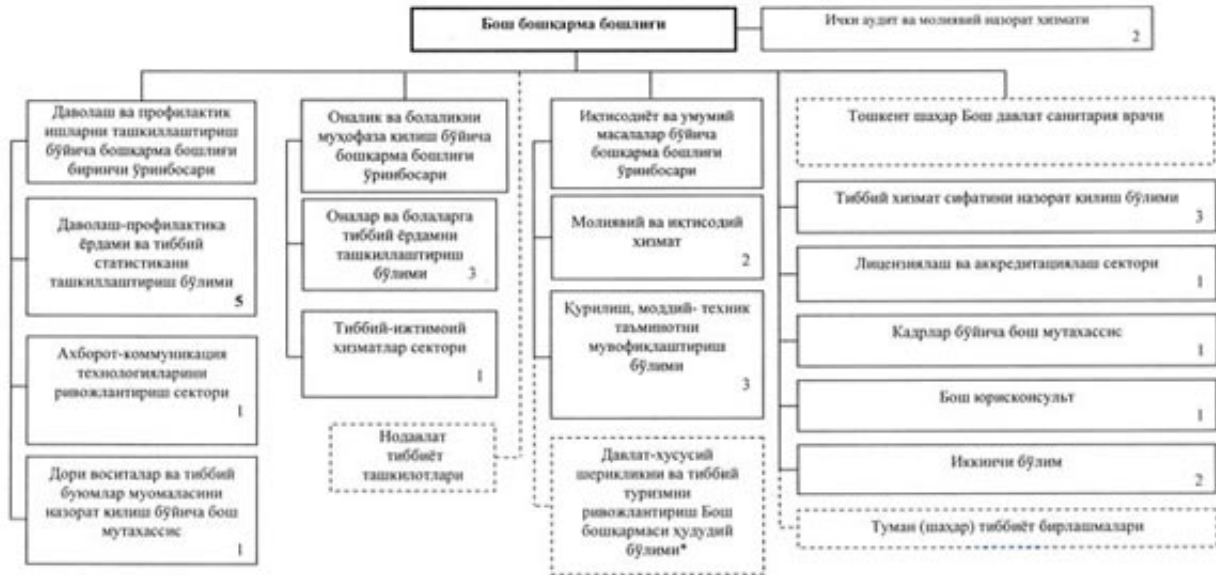 Бош бошқарма бошлиғи
Ички аудит ва молиявий назорат хизмати
2
Даволаш ва профилактик
ишларни ташкиллаштириш
бўйича бошқарма бошлиғи
биринчи ўринбосари
Даволаш-профилактика
ёрдами ва тиббий
статистикани
ташкиллаштириш бўлими
5
Ахборот-коммуникация
технологияларини
ривожлантириш сектори
1
Дори воситалар ва тиббий
буюмлар муомаласини
назорат қилиш бўйича бош
мутахассис
1
Оналик ва болаликни
муҳофаза қилиш бўйича
бошқарма бошлиғи
ўринбосари
Оналар ва болаларга
тиббий ёрдамни
ташкиллаштириш
бўлими
3
Тиббий-ижтимоий
хизматлар сектори
1
Нодавлат
тиббиёт
ташкилотлари
Иқтисодиёт ва умумий
масалалар бўйича
бошқарма бошлиғи
ўринбосари
Молиявий ва иқтисодий
хизмат
2
Қурилиш, моддий- техник
таъминотни
мувофиқлаштириш
бўлими
3
Давлат-хусусий
шерикликни ва тиббий
туризмни
ривожлантириш Бош
бошқармаси ҳудудий
бўлими*
Тошкент шаҳар Бош давлат санитария врачи
Тиббий хизмат сифатини назорат қилиш бўлими
3
Лицензиялаш ва аккредитациялаш сектори
1
Кадрлар бўйича бош мутахассис
1
Бош юрисконсульт
1
Иккинчи бўлим
2
Туман (шаҳар) тиббиёт бирлашмалари